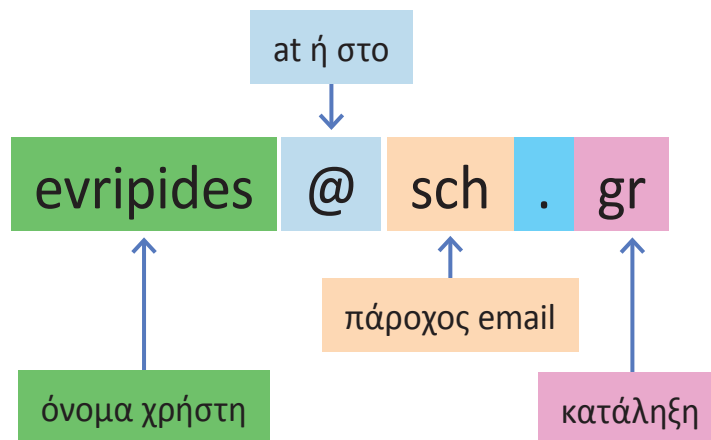 at ή στο
evripides @ sch . gr
πάροχος email
όνομα χρήστη
κατάληξη